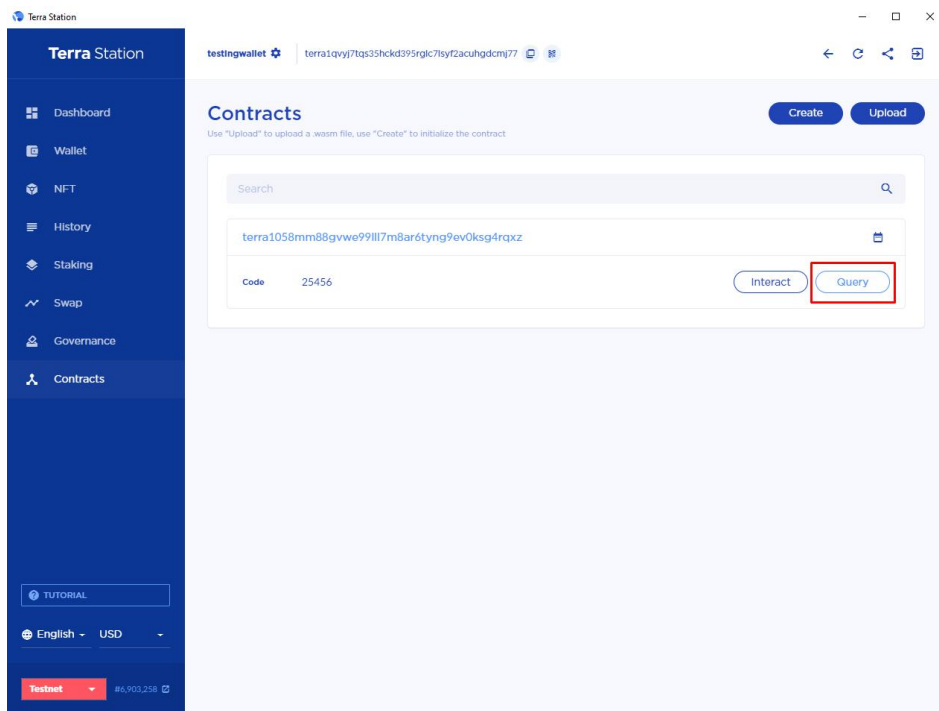 Terra Station
Terra Station
testingwallet
terra1qvyj7tqs35hckd395rglc7lsyf2acuhgdcmj77
Dashboard
Wallet
NFT
History
Staking
Swap
Governance
Contracts
Contracts
Create
Upload
Use "Upload" to upload a .wasm file, use "Create" to initialize the contract
Search
terra1058mm88gvwe99lll7m8ar6tyng9ev0ksg4rqxz
Code 25456
Interact
Query
TUTORIAL
English
USD
Testnet
#6,903,258